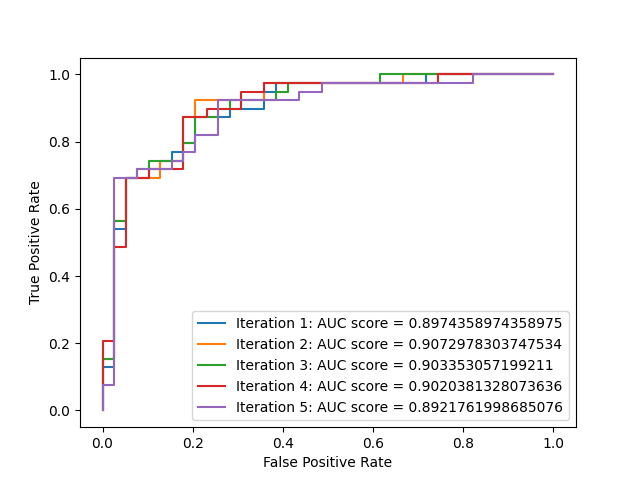 1.0
0.8
0.6
0.4
0.2
0.0
True Positive Rate
Iteration 1: AUC score = 0.8974358974358975
Iteration 2: AUC score = 0.9072978303747534
Iteration 3: AUC score = 0.903353057199211
Iteration 4: AUC score = 0.9020381328073636
Iteration 5: AUC score = 0.8921761998685076
0.0 0.2 0.4 0.6 0.8 1.0
False Positive Rate